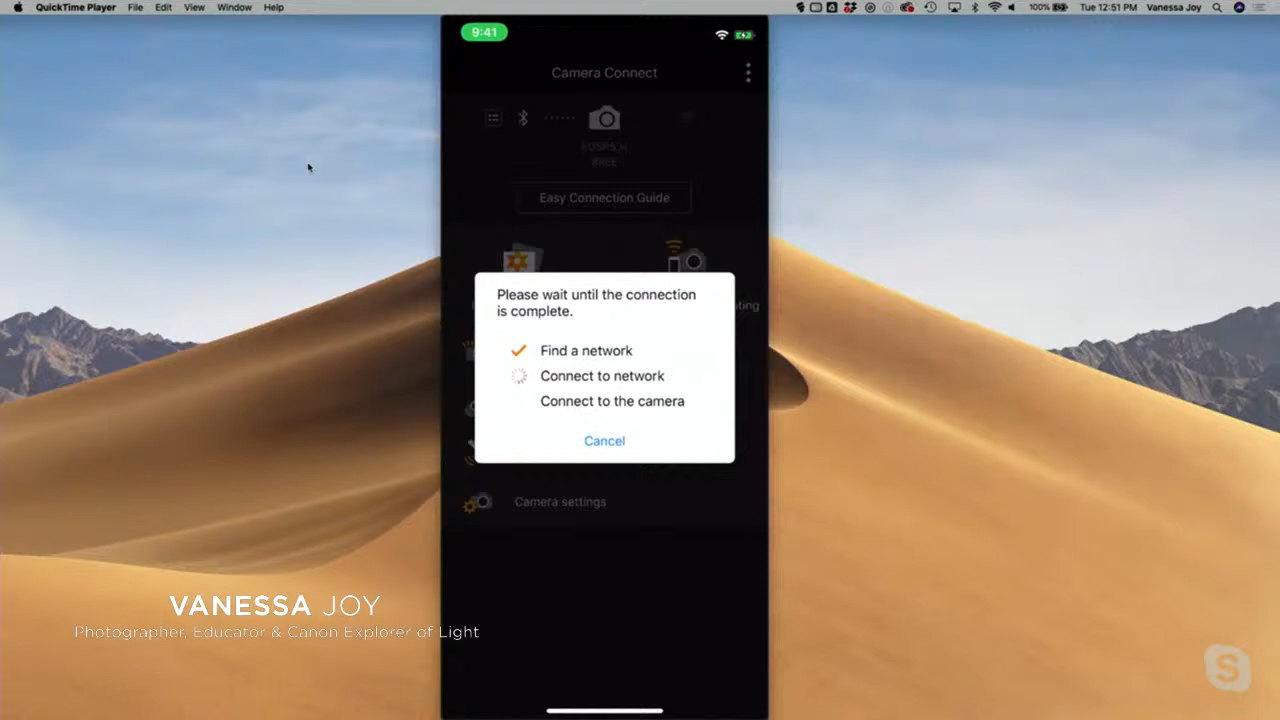 QuickTime Player File Edit View Window Help
100% Tue 12:51 PM Vanessa Joy
9:41
Camera Connect
Easy Connection Guide
ting
Please wait until the connection
is complete.
Find a network
Connect to network
Connect to the camera
Cancel
Camera settings
VANESSA JOY
Photographer, Educator & Canon Explorer of Light
S